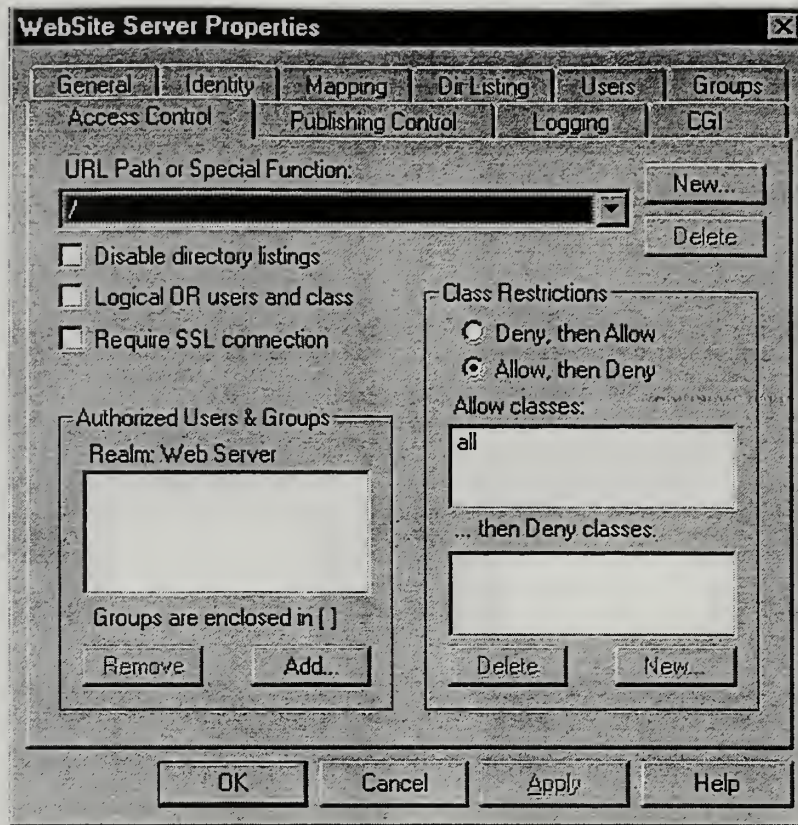 WebSite Server Properties
General Identity Mapping Dir Listing Users Groups
Access Control Publishing Control Logging CGI
URL Path or Special Function:
/
New...
Delete
Disable directory listings
Logical OR users and class
Require SSL connection
Class Restrictions
Deny, then Allow
Allow, then Deny
Allow classes:
all
... then Deny classes:
Delete New...
Authorized Users & Groups
Realm: Web Server
Groups are enclosed in [ ]
Remove Add...
OK Cancel Apply Help